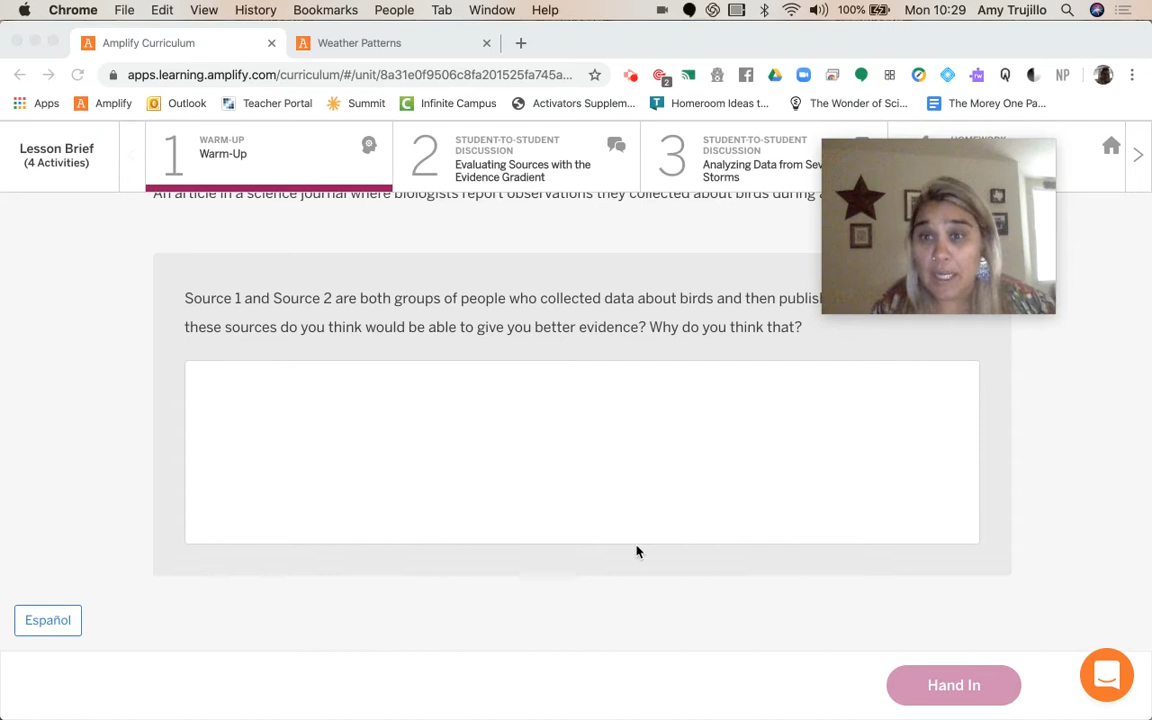 Chrome File Edit View History Bookmarks People Tab Window Help 100% Mon 10:29 Amy Trujillo
Amplify Curriculum Weather Patterns
apps.learning.amplify.com/curriculum/#/unit/8a31e0f9506c8fa201525fa745a... 2 NP
Apps Amplify Outlook Teacher Portal Summit Infinite Campus Activators Supplem... Homeroom Ideas t... The Wonder of Sci... The Morey One Pa...
Lesson Brief
(4 Activities)
1 WARM-UP
Warm-Up
2 STUDENT-TO-STUDENT
DISCUSSION
Evaluating Sources with the
Evidence Gradient
3 STUDENT-TO-STUDENT
DISCUSSION
Analyzing Data from Sev
Storms
An article in a science journal where biologists report observations they collected about birds during a
Source 1 and Source 2 are both groups of people who collected data about birds and then publish
these sources do you think would be able to give you better evidence? Why do you think that?
Español
Hand In